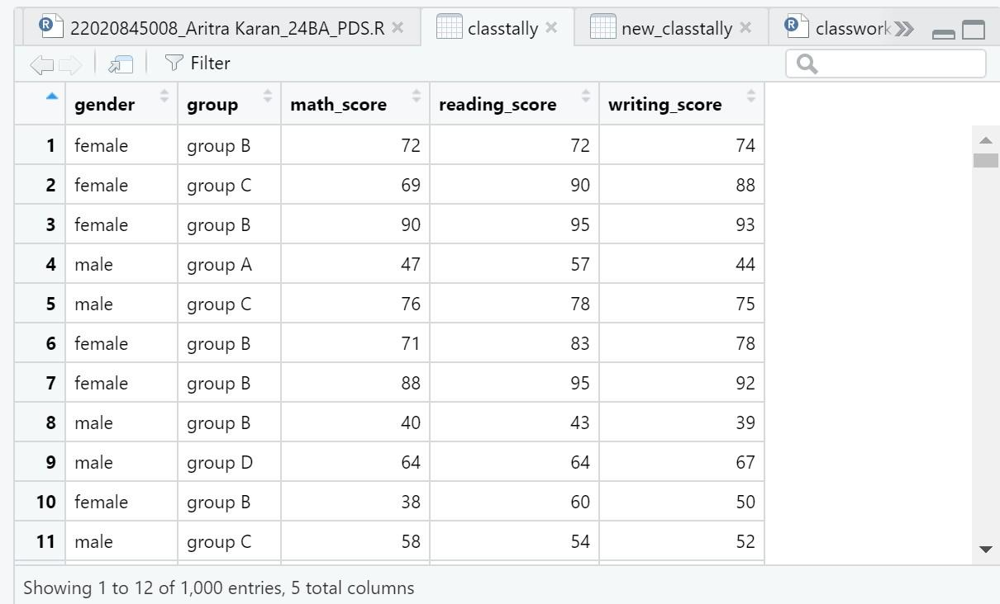 22020845008_Aritra Karan_24BA_PDS.R classtally new_classtally classwork
Filter
gender group math_score reading_score writing_score
1 female group B 72 72 74
2 female group C 69 90 88
3 female group B 90 95 93
4 male group A 47 57 44
5 male group C 76 78 75
6 female group B 71 83 78
7 female group B 88 95 92
8 male group B 40 43 39
9 male group D 64 64 67
10 female group B 38 60 50
11 male group C 58 54 52
Showing 1 to 12 of 1,000 entries, 5 total columns